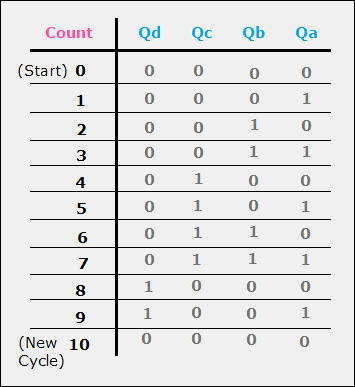 Count Qd Qc Qb Qa
(Start) 0 0 0 0 0
1 0 0 0 1
2 0 0 1 0
3 0 0 1 1
4 0 1 0 0
5 0 1 0 1
6 0 1 1 0
7 0 1 1 1
8 1 0 0 0
9 1 0 0 1
(New Cycle) 10 0 0 0 0